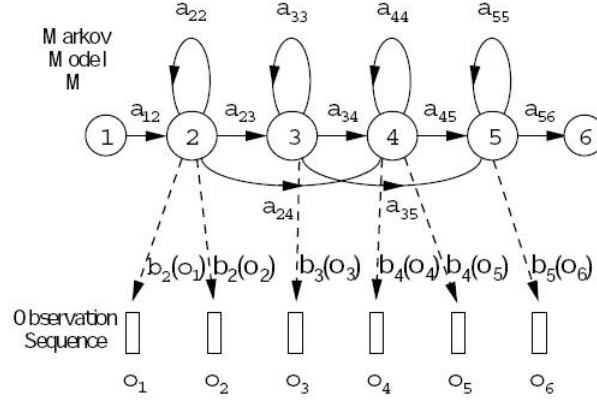 a22 a33 a44 a55
Markov
Model
M
a12 a23 a34 a45 a56
1 2 3 4 5 6
a24 a35
b2(o1) b2(o2) b3(o3) b4(o4) b4(o5) b5(o6)
Observation
Sequence
o1 o2 o3 o4 o5 o6